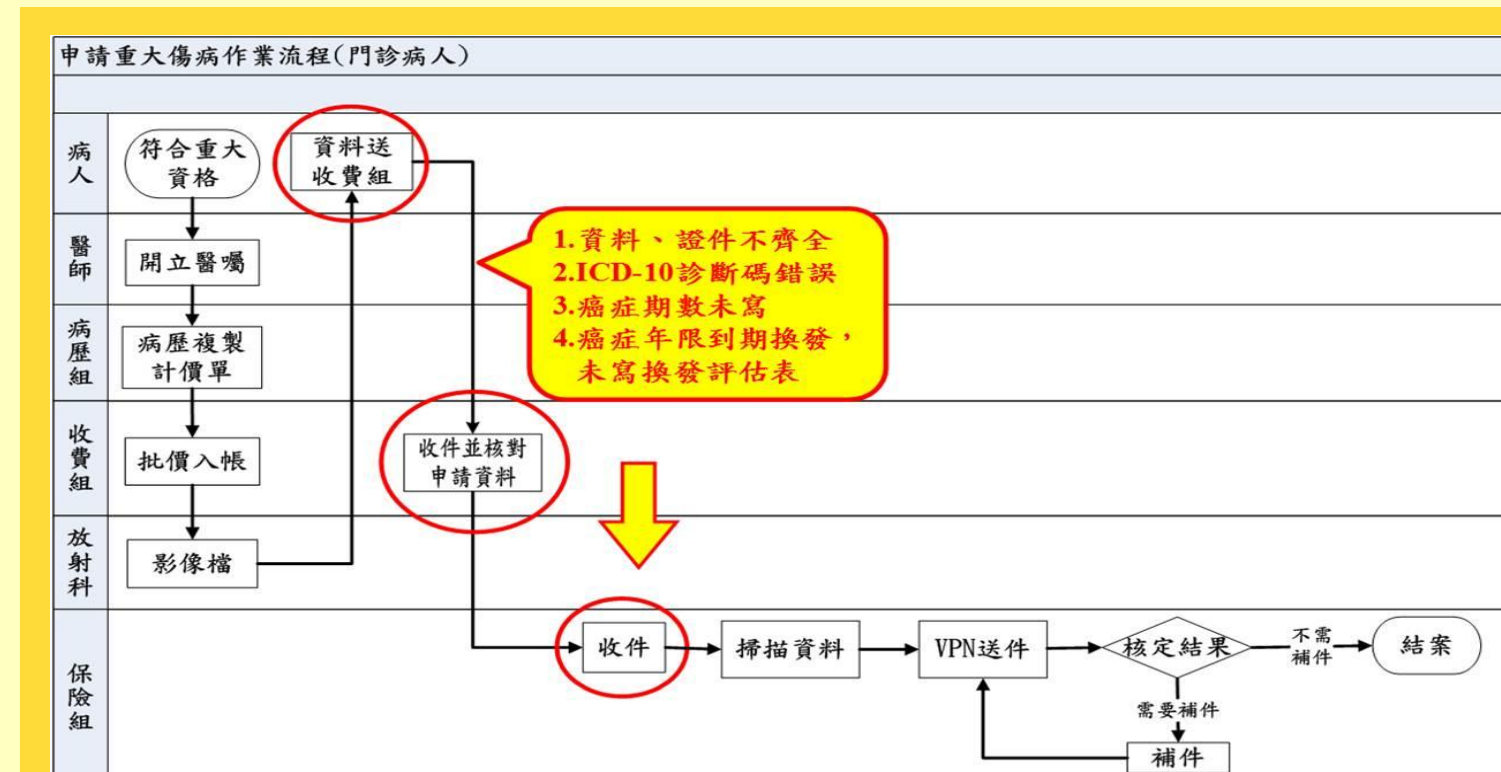 申請重大傷病作業流程(門診病人)
病人
符合重大
資格
資料送
收費組
醫師
開立醫囑
1.資料、證件不齊全
2.ICD-10診斷碼錯誤
3.癌症期數未寫
4.癌症年限到期換發，
未寫換發評估表
病歷組
病歷複製
計價單
收費組
批價入帳
收件並核對
申請資料
放射科
影像檔
保險組
收件
掃描資料
VPN送件
核定結果
不需
補件
結案
需要補件
補件